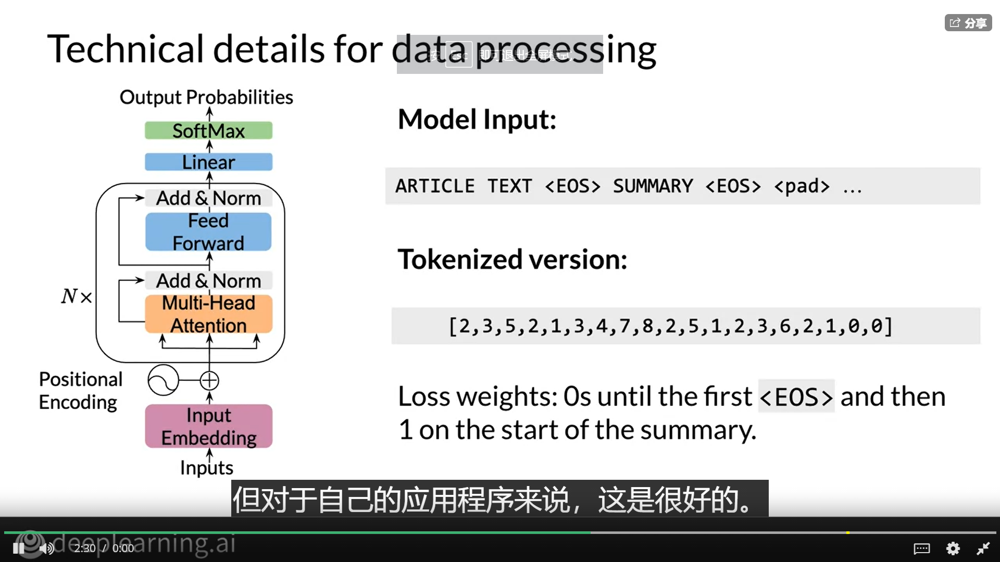 分享
Technical details for data processing
按 Esc 即可退出全屏模式
Output Probabilities
SoftMax
Linear
Add & Norm
Feed
Forward
Add & Norm
Multi-Head
Attention
N×
Positional
Encoding
Input
Embedding
Inputs
Model Input:
ARTICLE TEXT <EOS> SUMMARY <EOS> <pad> ...
Tokenized version:
[2,3,5,2,1,3,4,7,8,2,5,1,2,3,6,2,1,0,0]
Loss weights: 0s until the first <EOS> and then
1 on the start of the summary.
但对于自己的应用程序来说，这是很好的。
deeplearning.ai
2:30 / 0:00